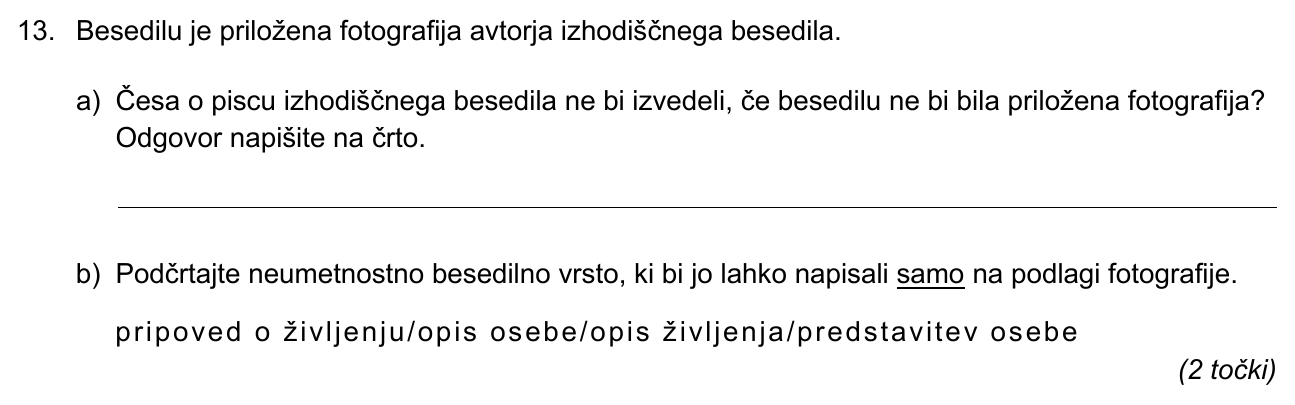 13. Besedilu je priložena fotografija avtorja izhodiščnega besedila.
a) Česa o piscu izhodiščnega besedila ne bi izvedeli, če besedilu ne bi bila priložena fotografija?
Odgovor napišite na črto.
b) Podčrtajte neumetnostno besedilno vrsto, ki bi jo lahko napisali samo na podlagi fotografije.
pripoved o življenju/opis osebe/opis življenja/predstavitev osebe
(2 točki)